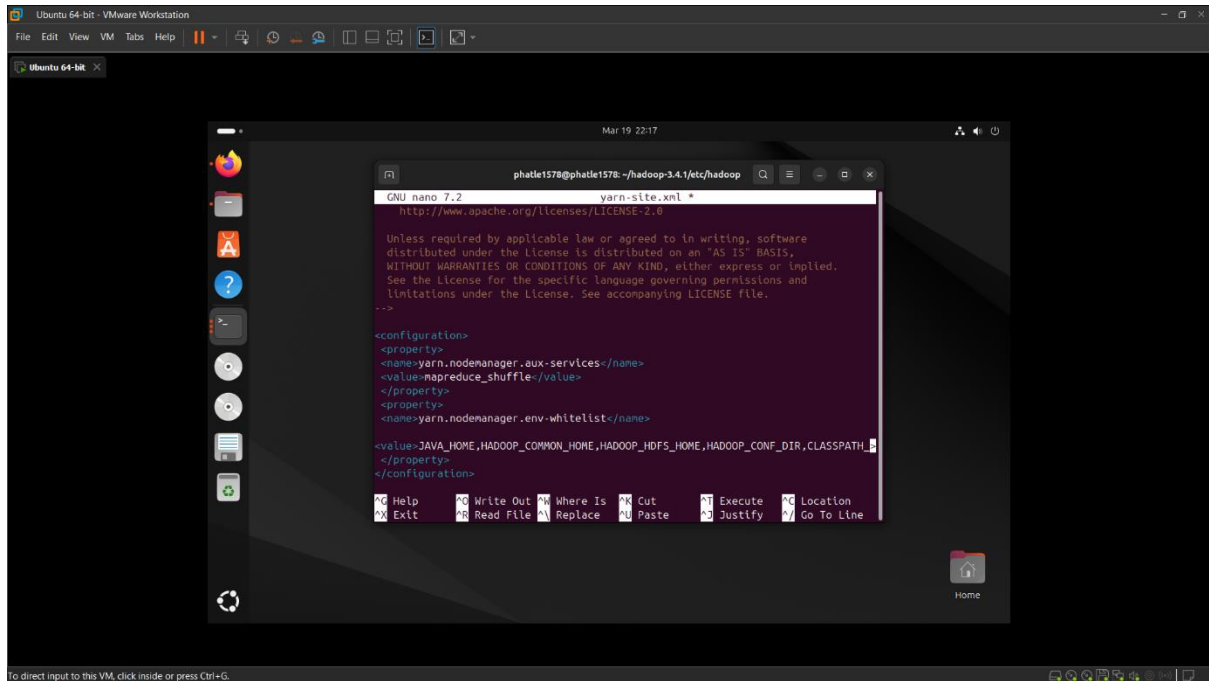 Ubuntu 64-bit - VMware Workstation
File Edit View VM Tabs Help
Ubuntu 64-bit
Mar 19 22:17
phatle1578@phatle1578: ~/hadoop-3.4.1/etc/hadoop
GNU nano 7.2 yarn-site.xml *
http://www.apache.org/licenses/LICENSE-2.0
Unless required by applicable law or agreed to in writing, software
distributed under the License is distributed on an "AS IS" BASIS,
WITHOUT WARRANTIES OR CONDITIONS OF ANY KIND, either express or implied.
See the License for the specific language governing permissions and
limitations under the License. See accompanying LICENSE file.
-->
<configuration>
<property>
<name>yarn.nodemanager.aux-services</name>
<value>mapreduce_shuffle</value>
</property>
<property>
<name>yarn.nodemanager.env-whitelist</name>
<value>JAVA_HOME,HADOOP_COMMON_HOME,HADOOP_HDFS_HOME,HADOOP_CONF_DIR,CLASSPATH_>
</property>
</configuration>
^G Help ^O Write Out ^W Where Is ^K Cut ^T Execute ^C Location
^X Exit ^R Read File ^\ Replace ^U Paste ^J Justify ^/ Go To Line
Home
To direct input to this VM, click inside or press Ctrl+G.